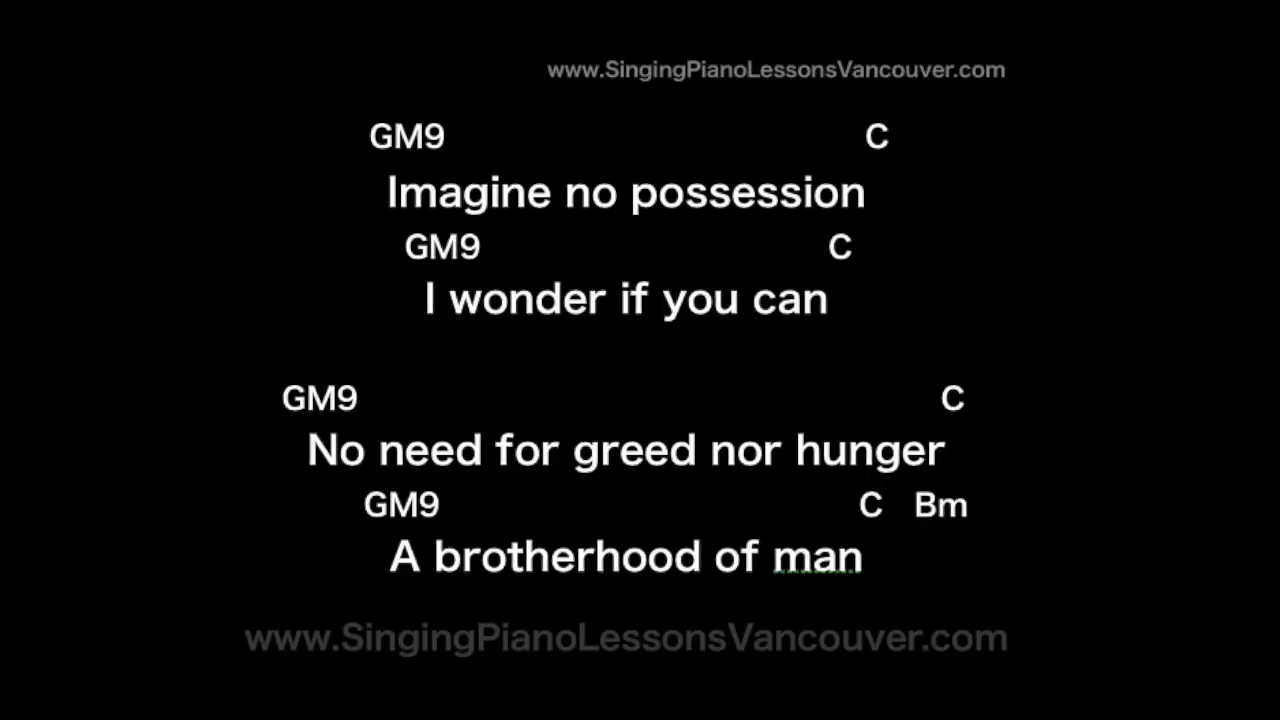 www.SingingPianoLessonsVancouver.com
GM9 C
Imagine no possession
GM9 C
I wonder if you can
GM9 C
No need for greed nor hunger
GM9 C Bm
A brotherhood of man
www.SingingPianoLessonsVancouver.com